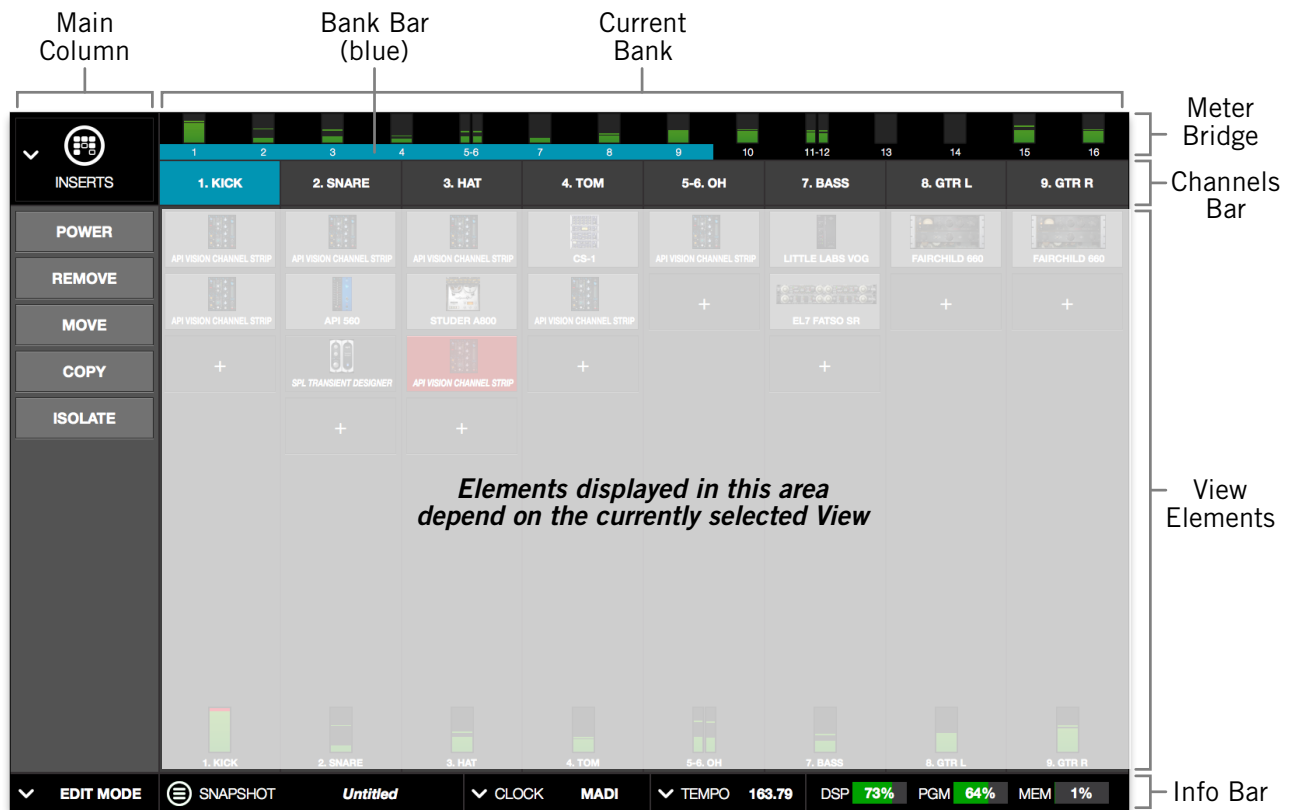 Main
Column
Bank Bar
(blue)
Current
Bank
Meter
Bridge
1 2 3 4 5-6 7 8 9 10 11-12 13 14 15 16
INSERTS
1. KICK 2. SNARE 3. HAT 4. TOM 5-6. OH 7. BASS 8. GTR L 9. GTR R
Channels
Bar
POWER
API VISION CHANNEL STRIP API VISION CHANNEL STRIP API VISION CHANNEL STRIP CS-1 API VISION CHANNEL STRIP LITTLE LABS VOG FAIRCHILD 660 FAIRCHILD 660
REMOVE
+ + +
MOVE
API VISION CHANNEL STRIP API 560 STUDER A800 API VISION CHANNEL STRIP EL7 FATSO SR
COPY
+ + +
SPL TRANSIENT DESIGNER API VISION CHANNEL STRIP
ISOLATE
+ +
Elements displayed in this area
depend on the currently selected View
View
Elements
1. KICK 2. SNARE 3. HAT 4. TOM 5-6. OH 7. BASS 8. GTR L 9. GTR R
EDIT MODE SNAPSHOT Untitled CLOCK MADI TEMPO 163.79 DSP 73% PGM 64% MEM 1%
Info Bar